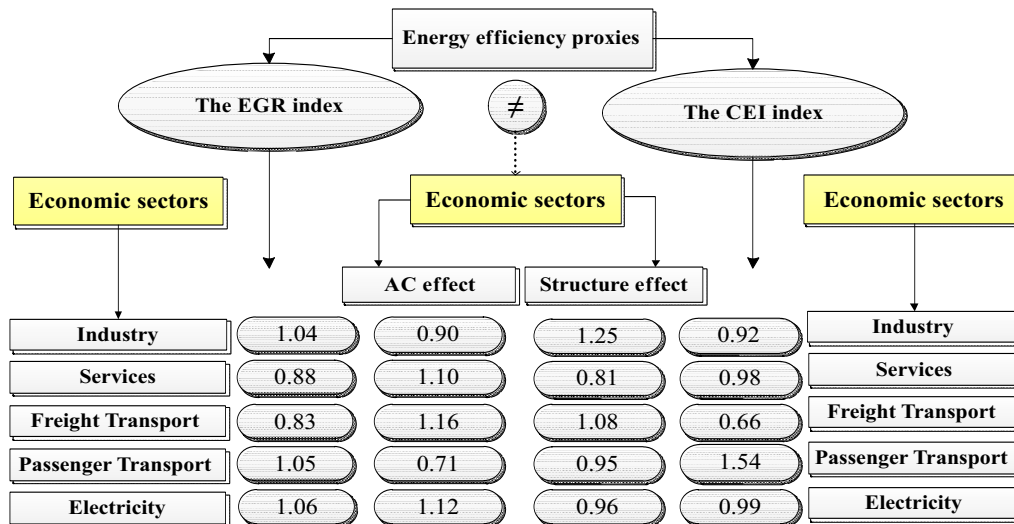 Energy efficiency proxies
The EGR index
≠
The CEI index
Economic sectors
Economic sectors
Economic sectors
AC effect
Structure effect
Industry 1.04 0.90 1.25 0.92 Industry
Services 0.88 1.10 0.81 0.98 Services
Freight Transport 0.83 1.16 1.08 0.66 Freight Transport
Passenger Transport 1.05 0.71 0.95 1.54 Passenger Transport
Electricity 1.06 1.12 0.96 0.99 Electricity